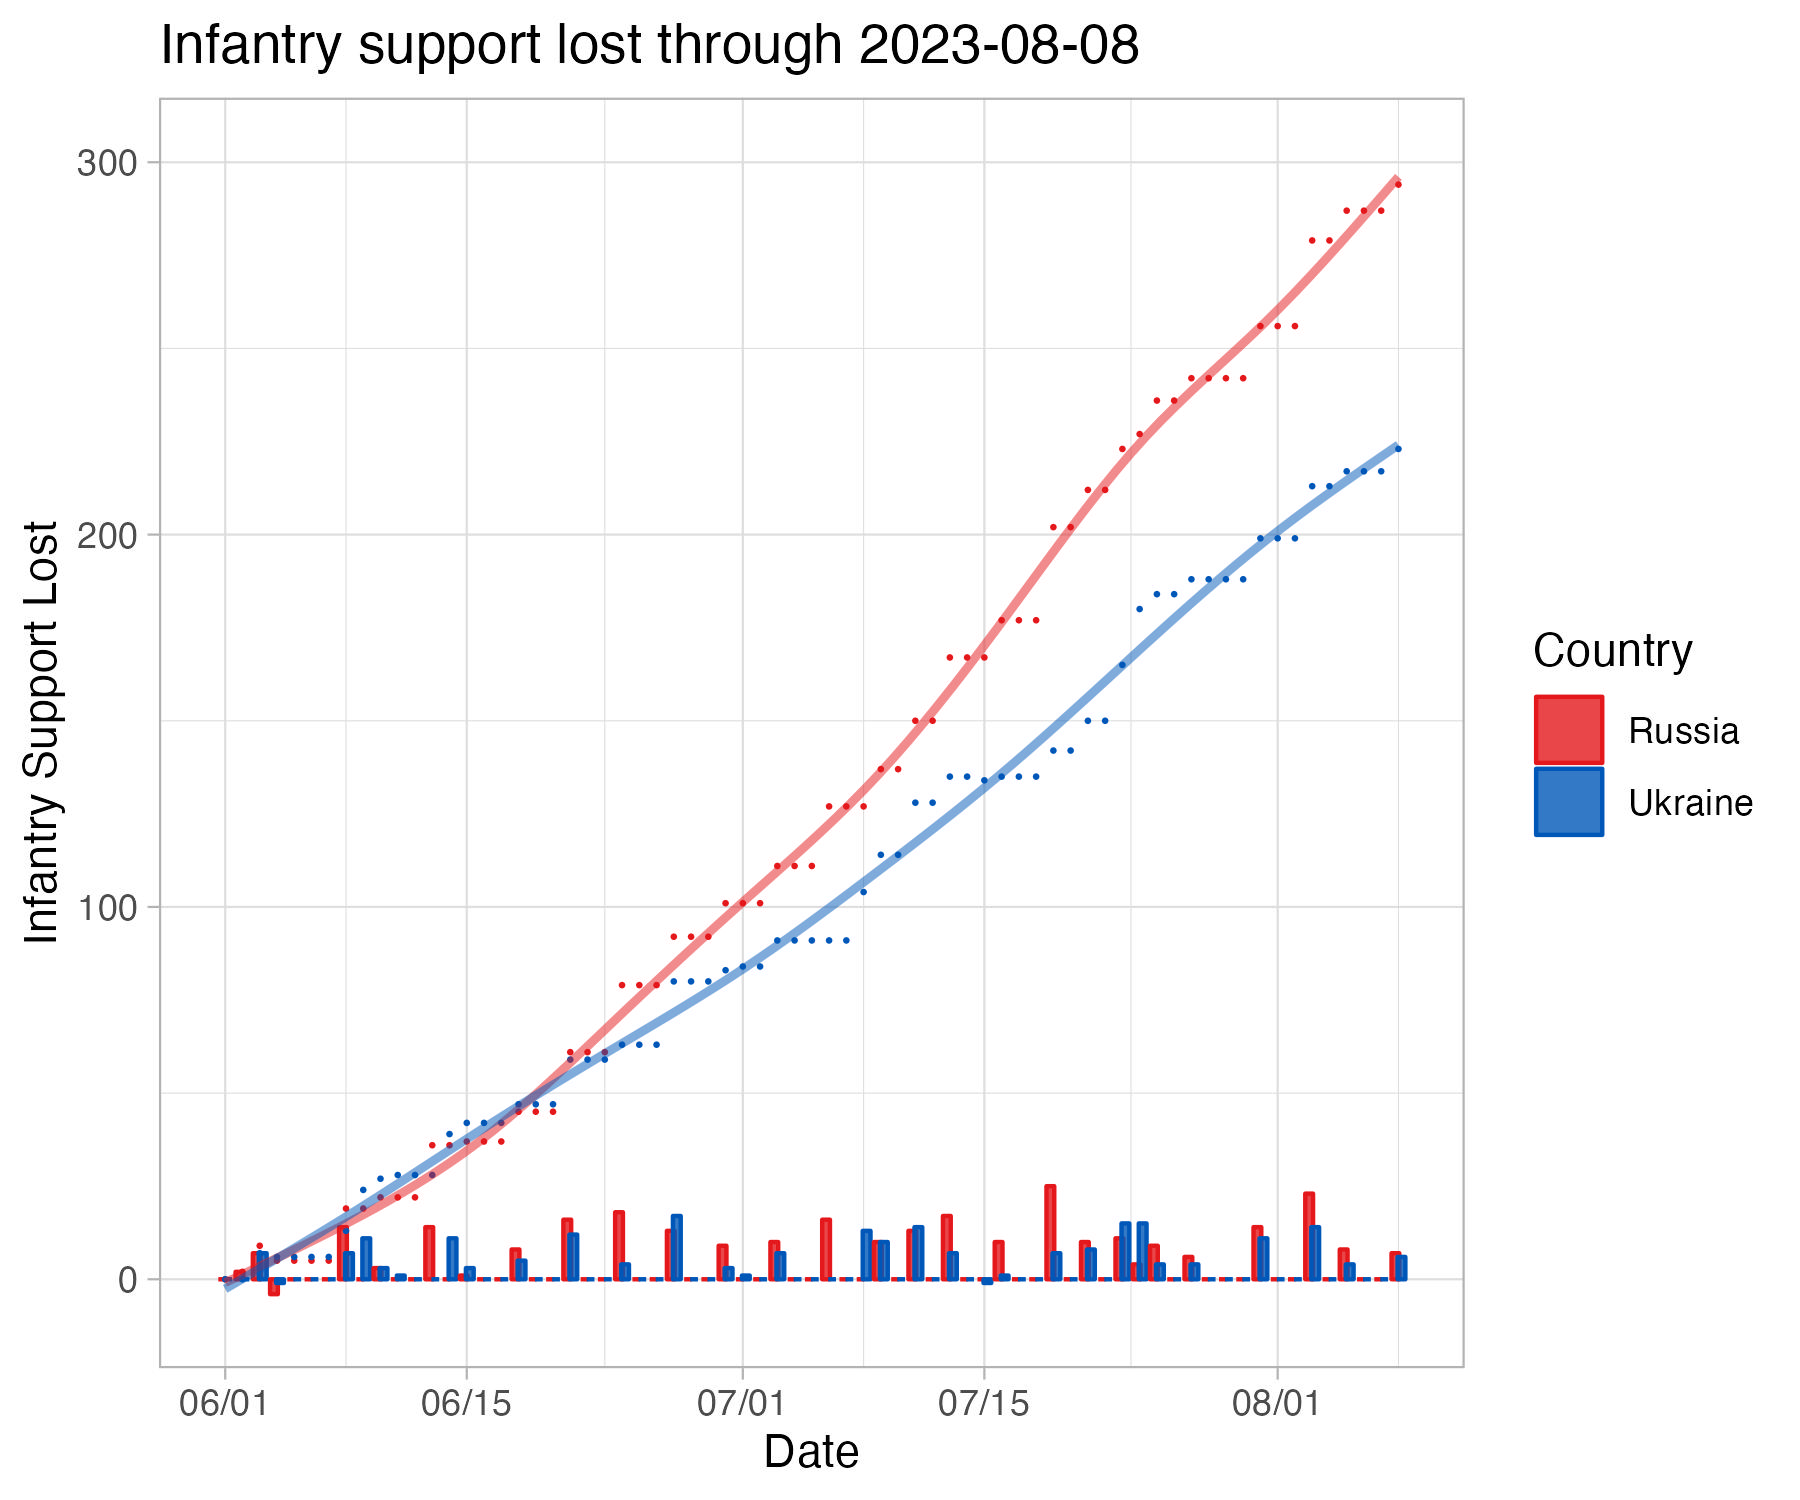 Infantry support lost through 2023-08-08
Infantry Support Lost
300
200
100
0
06/01
06/15
07/01
07/15
08/01
Date
Country
Russia
Ukraine